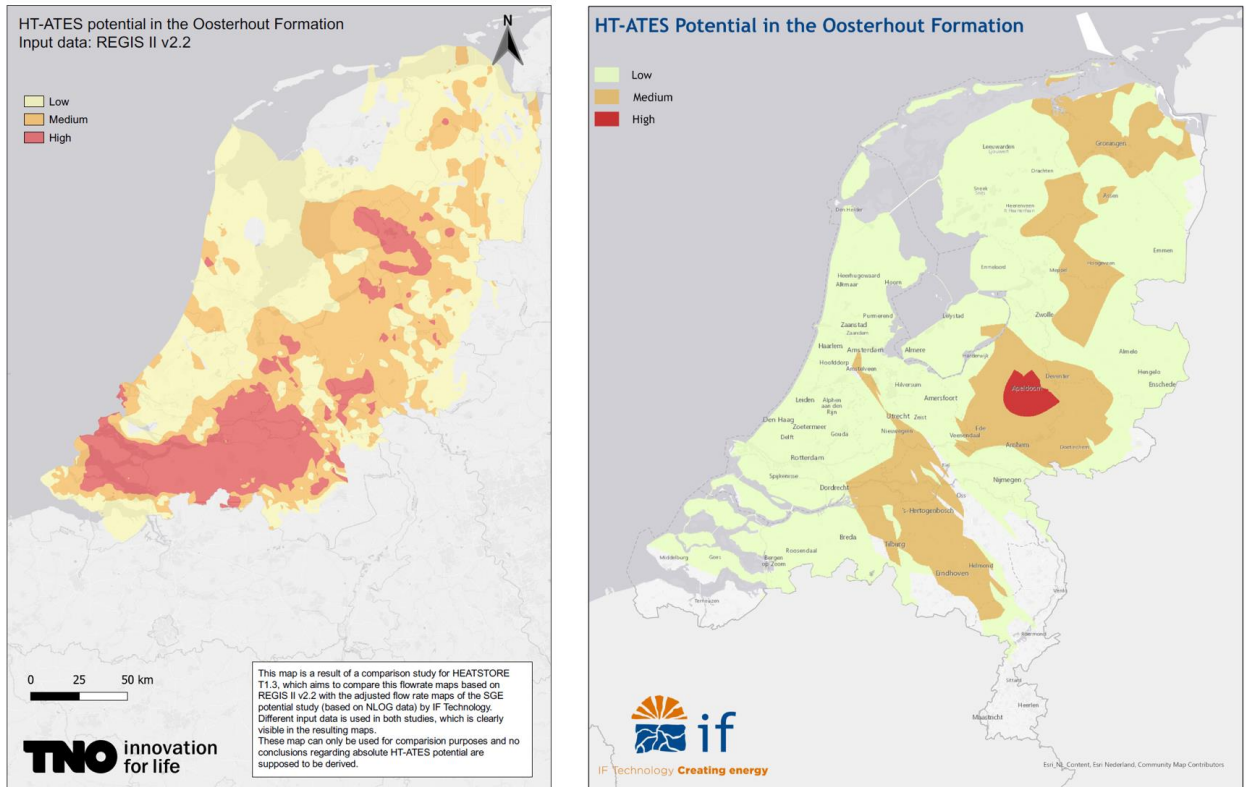 HT-ATES potential in the Oosterhout Formation
Input data: REGIS II v2.2
N
Low
Medium
High
0 25 50 km
TNO innovation
for life
This map is a result of a comparison study for HEATSTORE
T1.3, which aims to compare this flowrate maps based on
REGIS II v2.2 with the adjusted flow rate maps of the SGE
potential study (based on NLOG data) by IF Technology.
Different input data is used in both studies, which is clearly
visible in the resulting maps.
These map can only be used for comparision purposes and no
conclusions regarding absolute HT-ATES potential are
supposed to be derived.
HT-ATES Potential in the Oosterhout Formation
Low
Medium
High
Leeuwarden
Groningen
Drachten
Sneek
Heerenveen
Assen
Den Helder
Emmen
Emmeloord
Meppel
Hoogeveen
Heerhugowaard
Alkmaar
Hoorn
Purmerend
Lelystad
Zwolle
Zaanstad
Zaandam
Haarlem
Amsterdam
Almere
Harderwijk
Almelo
Hoofddorp
Amstelveen
Hengelo
Enschede
Hilversum
Apeldoorn
Deventer
Leiden
Alphen
aan den
Rijn
Amersfoort
Den Haag
Zoetermeer
Utrecht
Zeist
Delft
Gouda
Nieuwegein
Ede
Veenendaal
Arnhem
Doetinchem
Rotterdam
Spijkenisse
Dordrecht
Tiel
Nijmegen
Oss
's-Hertogenbosch
Breda
Tilburg
Middelburg
Goes
Bergen
op Zoom
Roosendaal
Helmond
Eindhoven
Venlo
Terneuzen
Roermond
Sittard
Heerlen
Maastricht
if
IF Technology Creating energy
Esri_NL_Content, Esri Nederland, Community Map Contributors